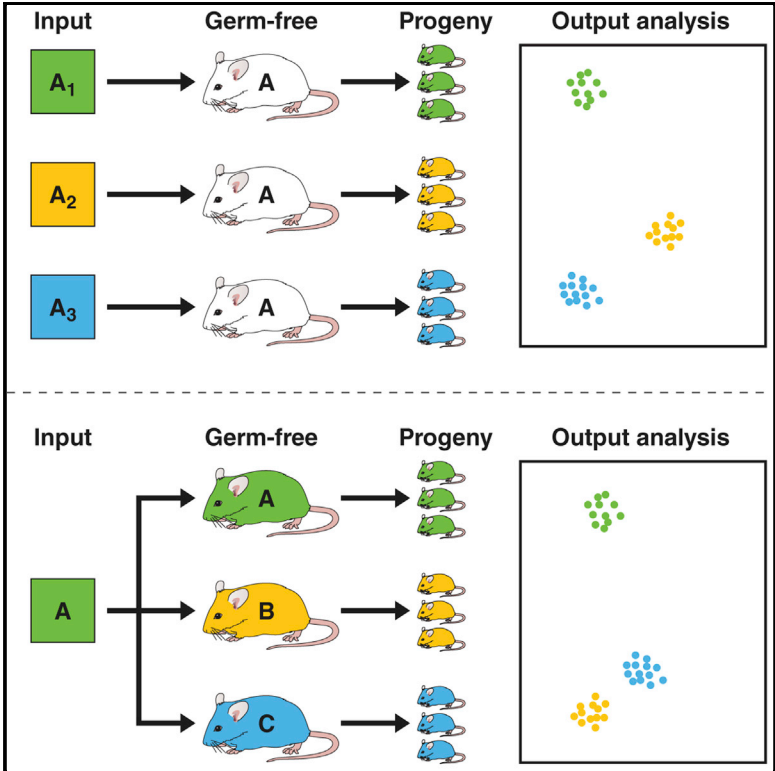 Input Germ-free Progeny Output analysis
A₁ A
A₂ A
A₃ A
Input Germ-free Progeny Output analysis
A
A B
C